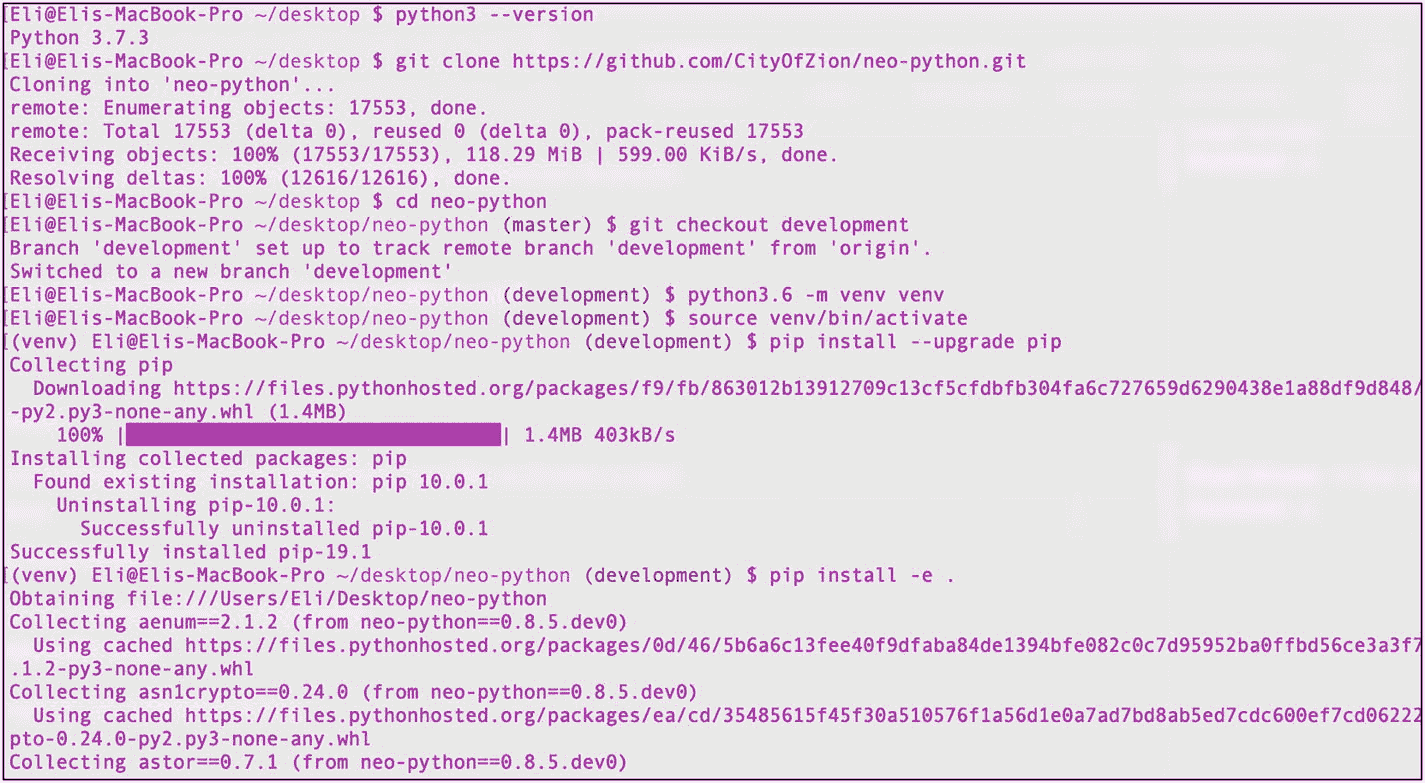 [Eli@Elis-MacBook-Pro ~/desktop $ python3 --version
Python 3.7.3
[Eli@Elis-MacBook-Pro ~/desktop $ git clone https://github.com/CityOfZion/neo-python.git
Cloning into 'neo-python'...
remote: Enumerating objects: 17553, done.
remote: Total 17553 (delta 0), reused 0 (delta 0), pack-reused 17553
Receiving objects: 100% (17553/17553), 118.29 MiB | 599.00 KiB/s, done.
Resolving deltas: 100% (12616/12616), done.
[Eli@Elis-MacBook-Pro ~/desktop $ cd neo-python
[Eli@Elis-MacBook-Pro ~/desktop/neo-python (master) $ git checkout development
Branch 'development' set up to track remote branch 'development' from 'origin'.
Switched to a new branch 'development'
[Eli@Elis-MacBook-Pro ~/desktop/neo-python (development) $ python3.6 -m venv venv
[Eli@Elis-MacBook-Pro ~/desktop/neo-python (development) $ source venv/bin/activate
[(venv) Eli@Elis-MacBook-Pro ~/desktop/neo-python (development) $ pip install --upgrade pip
Collecting pip
Downloading https://files.pythonhosted.org/packages/f9/fb/863012b13912709c13cf5cfdbfb304fa6c727659d6290438e1a88df9d848/
-py2.py3-none-any.whl (1.4MB)
100% || 1.4MB 403kB/s
Installing collected packages: pip
Found existing installation: pip 10.0.1
Uninstalling pip-10.0.1:
Successfully uninstalled pip-10.0.1
Successfully installed pip-19.1
[(venv) Eli@Elis-MacBook-Pro ~/desktop/neo-python (development) $ pip install -e .
Obtaining file:///Users/Eli/Desktop/neo-python
Collecting aenum==2.1.2 (from neo-python==0.8.5.dev0)
Using cached https://files.pythonhosted.org/packages/0d/46/5b6a6c13fee40f9dfaba84de1394bfe082c0c7d95952ba0ffbd56ce3a3f7
.1.2-py3-none-any.whl
Collecting asn1crypto==0.24.0 (from neo-python==0.8.5.dev0)
Using cached https://files.pythonhosted.org/packages/ea/cd/35485615f45f30a510576f1a56d1e0a7ad7bd8ab5ed7cdc600ef7cd06222
pto-0.24.0-py2.py3-none-any.whl
Collecting astor==0.7.1 (from neo-python==0.8.5.dev0)